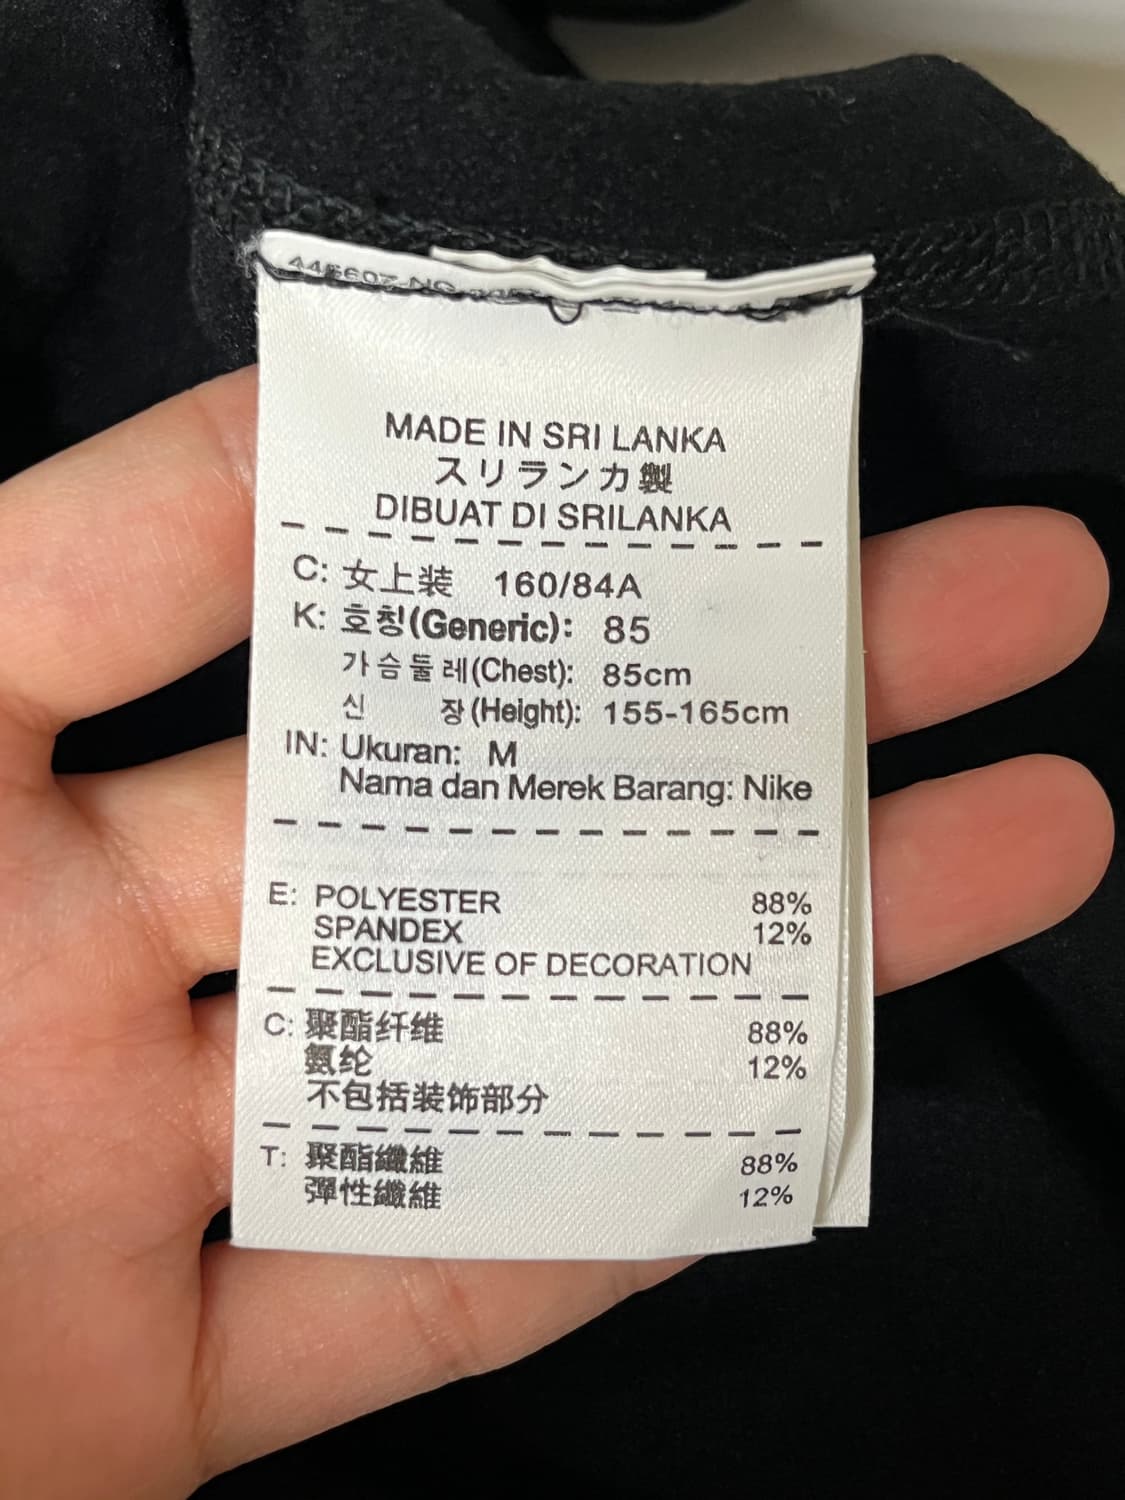 MADE IN SRI LANKA
スリランカ製
DIBUAT DI SRILANKA
C: 女上装 160/84A
K: 호칭(Generic): 85
가슴둘레(Chest): 85cm
신 장(Height): 155-165cm
IN: Ukuran: M
Nama dan Merek Barang: Nike
E: POLYESTER 88%
SPANDEX 12%
EXCLUSIVE OF DECORATION
C: 聚酯纤维 88%
氨纶 12%
不包括装饰部分
T: 聚酯纖維 88%
彈性纖維 12%